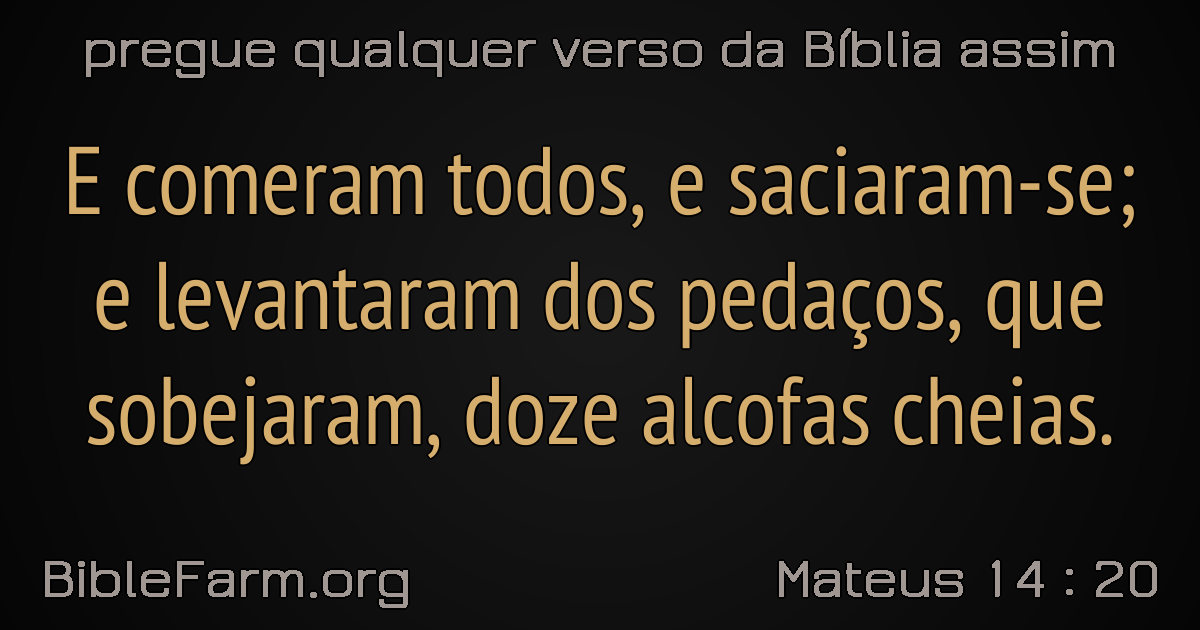 pregue qualquer verso da Bíblia assim
E comeram todos, e saciaram-se;
e levantaram dos pedaços, que
sobejaram, doze alcofas cheias.
BibleFarm.org
Mateus 14 : 20